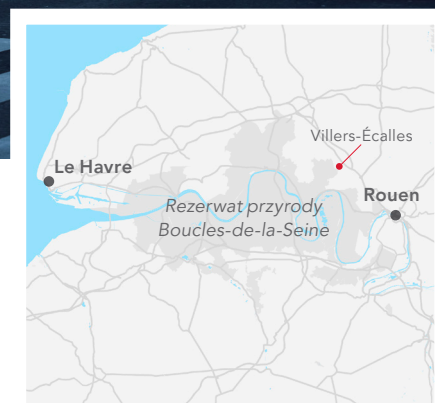 Villers-Écalles
Le Havre
Rouen
Rezerwat przyrody
Boucles-de-la-Seine